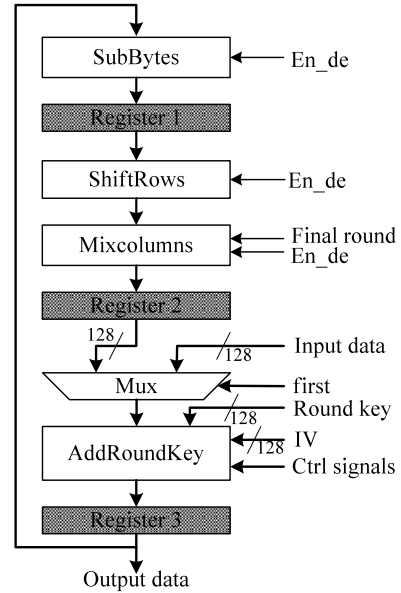 SubBytes
En_de
Register 1
ShiftRows
En_de
Mixcolumns
Final round
En_de
Register 2
128
128
Input data
Mux
first
128
Round key
AddRoundKey
128
IV
Ctrl signals
Register 3
Output data